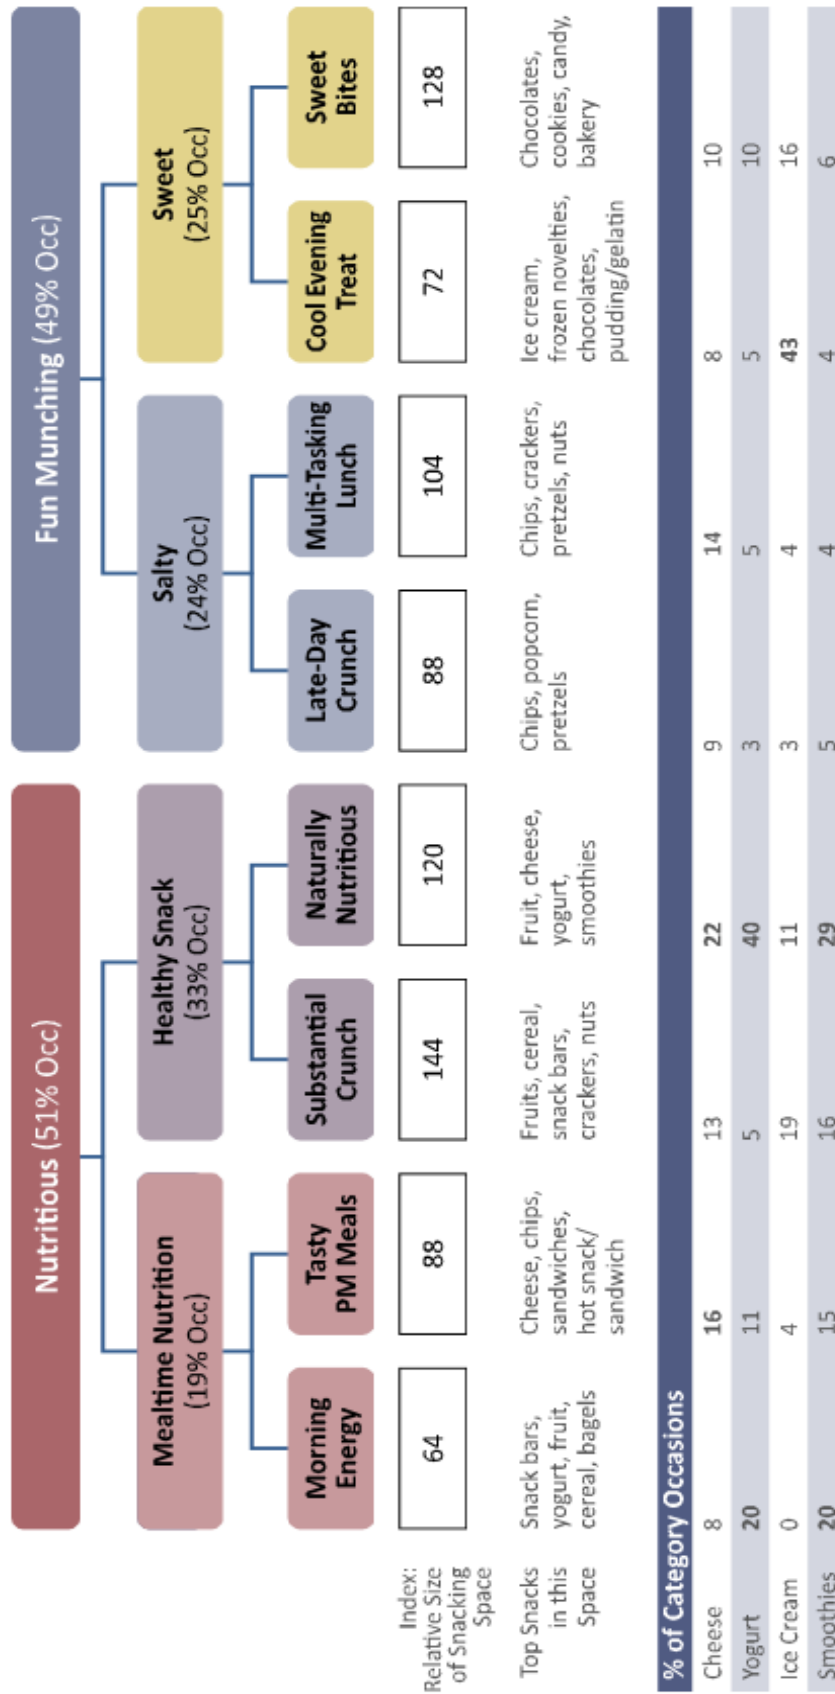 Nutritious (51% Occ)
Fun Munching (49% Occ)
Mealtime Nutrition
(19% Occ)
Healthy Snack
(33% Occ)
Salty
(24% Occ)
Sweet
(25% Occ)
Morning
Energy
Tasty
PM Meals
Substantial
Crunch
Naturally
Nutritious
Late-Day
Crunch
Multi-Tasking
Lunch
Cool Evening
Treat
Sweet
Bites
Index:
Relative Size
of Snacking
Space
64
88
144
120
88
104
72
128
Top Snacks
in this
Space
Snack bars,
yogurt, fruit,
cereal, bagels
Cheese, chips,
sandwiches,
hot snack/
sandwich
Fruits, cereal,
snack bars,
crackers, nuts
Fruit, cheese,
yogurt,
smoothies
Chips, popcorn,
pretzels
Chips, crackers,
pretzels, nuts
Ice cream,
frozen novelties,
chocolates,
pudding/gelatin
Chocolates,
cookies, candy,
bakery
% of Category Occasions
Cheese 8 16 13 22 9 14 8 10
Yogurt 20 11 5 40 3 5 5 10
Ice Cream 0 4 19 11 3 4 43 16
Smoothies 20 15 16 29 5 4 4 6